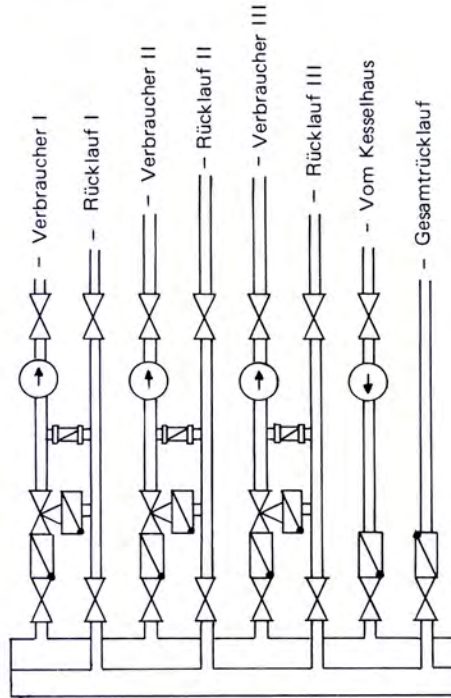 – Verbraucher I
– Rücklauf I
– Verbraucher II
– Rücklauf II
– Verbraucher III
– Rücklauf III
– Vom Kesselhaus
– Gesamtrücklauf